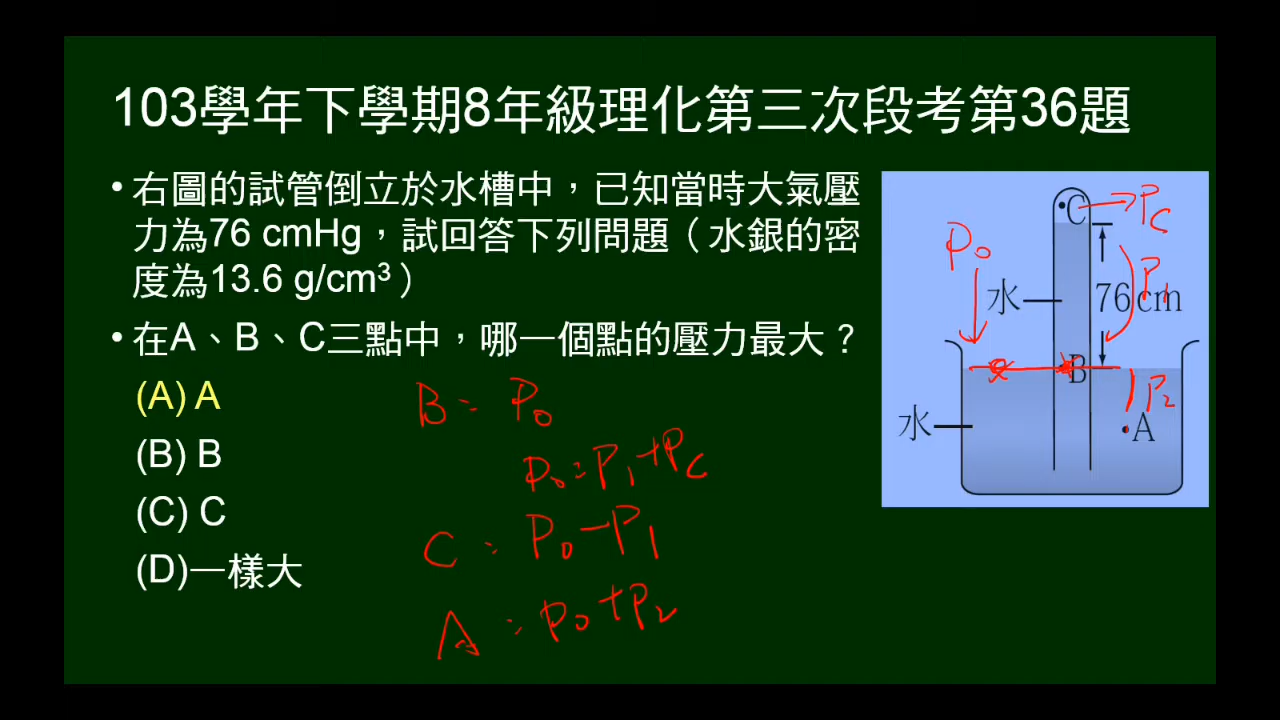 103學年下學期8年級理化第三次段考第36題
• 右圖的試管倒立於水槽中，已知當時大氣壓
力為76 cmHg，試回答下列問題（水銀的密
度為13.6 g/cm³）
• 在A、B、C三點中，哪一個點的壓力最大？
(A) A
(B) B
(C) C
(D)一樣大
B = P₀
P₀ = P₁ + P_C
C : P₀ - P₁
A : P₀ + P₂
C → P_C
P₀
P₁
水
76 cm
B
P₂
水
A